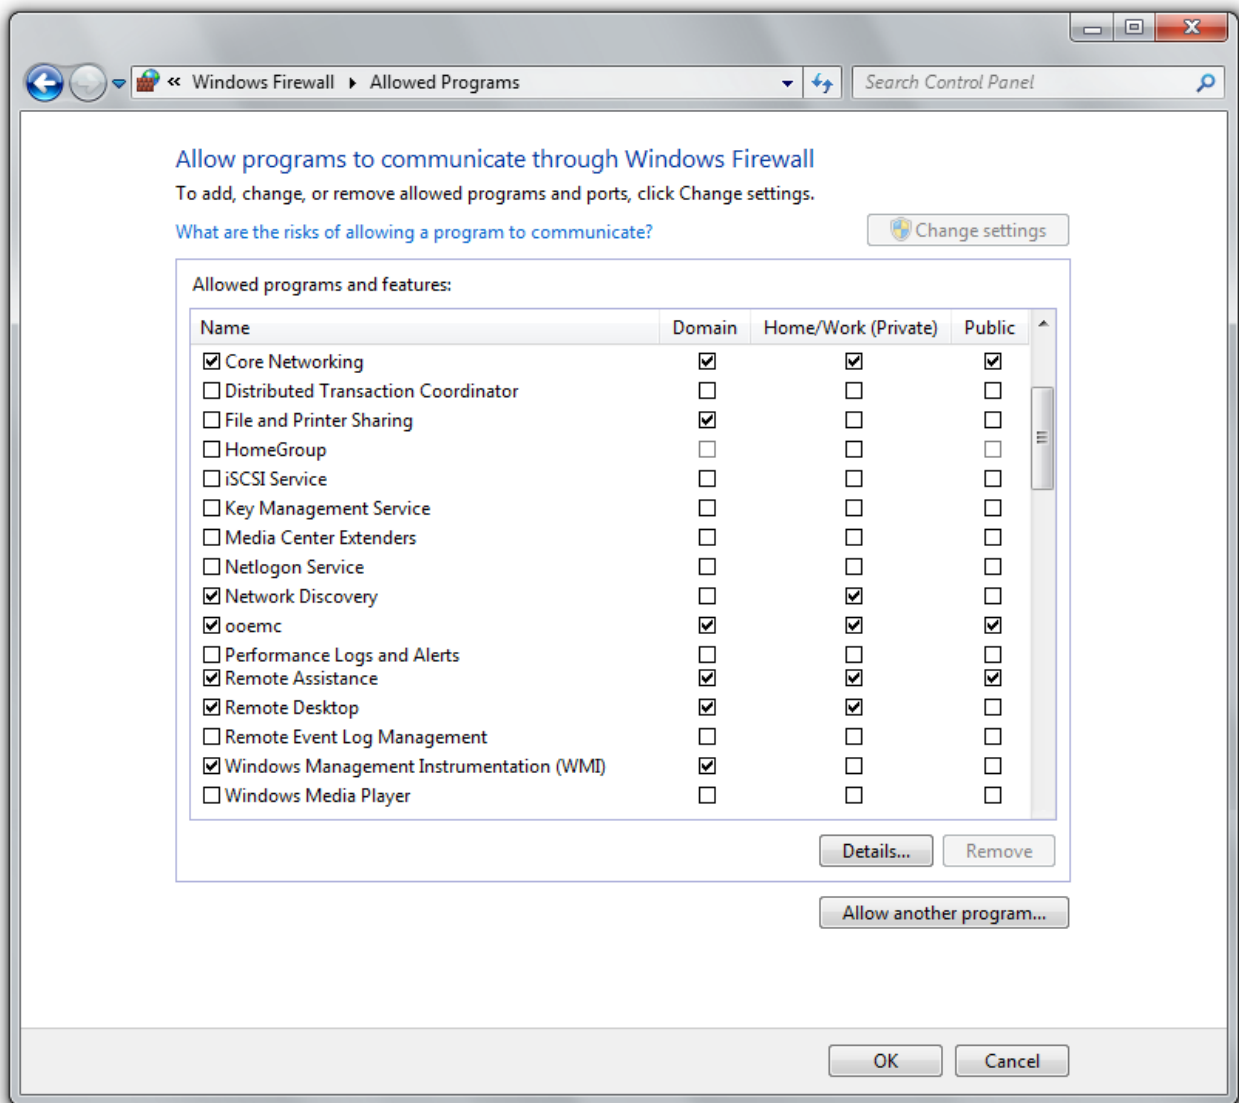 « Windows Firewall ▸ Allowed Programs Search Control Panel
Allow programs to communicate through Windows Firewall
To add, change, or remove allowed programs and ports, click Change settings.
What are the risks of allowing a program to communicate? Change settings
Allowed programs and features:
Name Domain Home/Work (Private) Public
Core Networking
Distributed Transaction Coordinator
File and Printer Sharing
HomeGroup
iSCSI Service
Key Management Service
Media Center Extenders
Netlogon Service
Network Discovery
ooemc
Performance Logs and Alerts
Remote Assistance
Remote Desktop
Remote Event Log Management
Windows Management Instrumentation (WMI)
Windows Media Player
Details... Remove
Allow another program...
OK Cancel